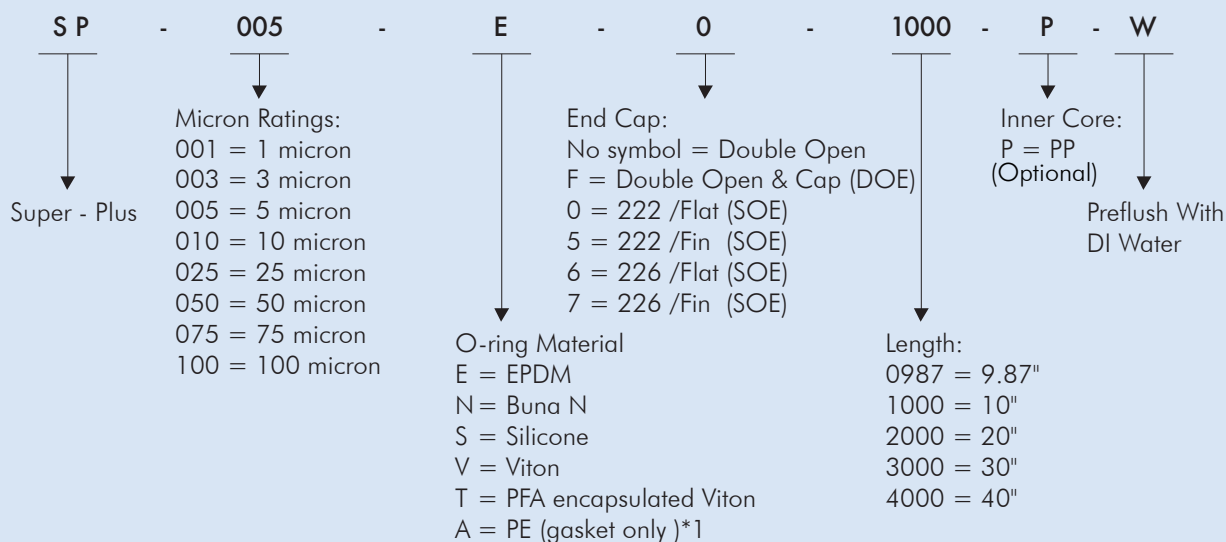 S P - 005 - E - 0 - 1000 - P - W
Super - Plus
Micron Ratings:
001 = 1 micron
003 = 3 micron
005 = 5 micron
010 = 10 micron
025 = 25 micron
050 = 50 micron
075 = 75 micron
100 = 100 micron
O-ring Material
E = EPDM
N = Buna N
S = Silicone
V = Viton
T = PFA encapsulated Viton
A = PE (gasket only )*1
End Cap:
No symbol = Double Open
F = Double Open & Cap (DOE)
0 = 222 /Flat (SOE)
5 = 222 /Fin (SOE)
6 = 226 /Flat (SOE)
7 = 226 /Fin (SOE)
Length:
0987 = 9.87"
1000 = 10"
2000 = 20"
3000 = 30"
4000 = 40"
Inner Core:
P = PP
(Optional)
Preflush With
DI Water